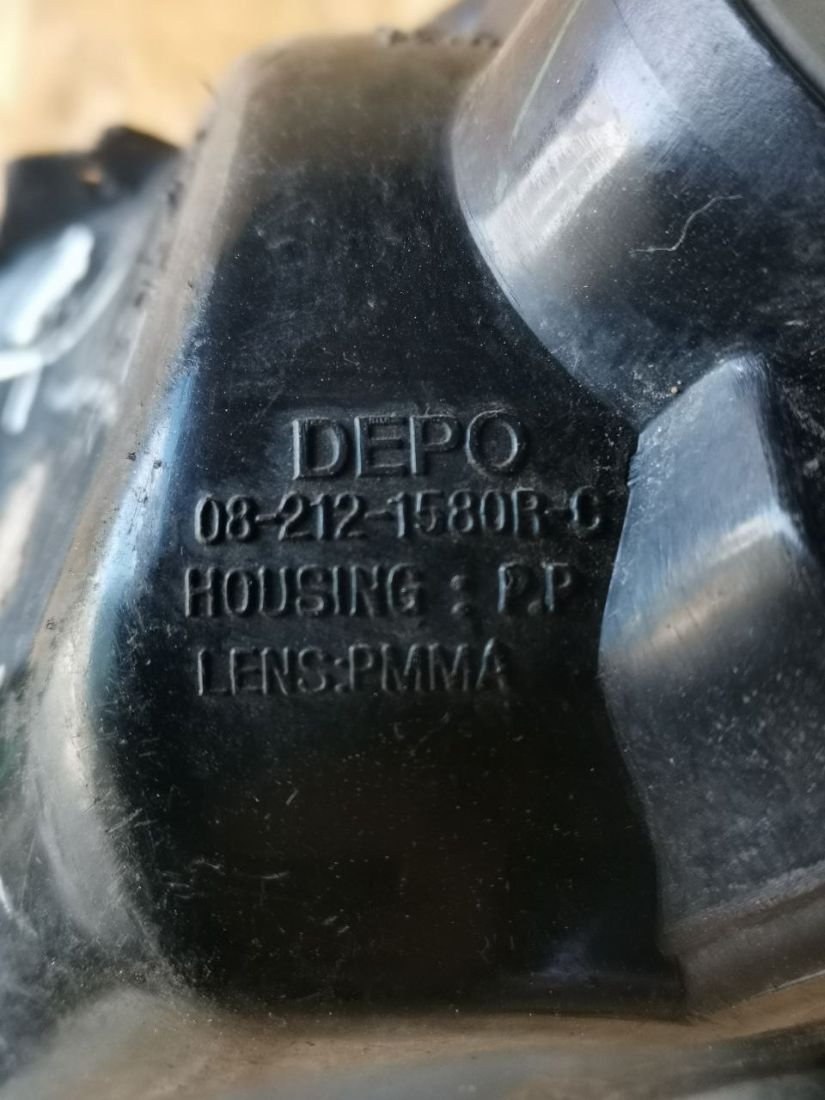 DEPO
08-212-1580R-C
HOUSING : P.P
LENS:PMMA